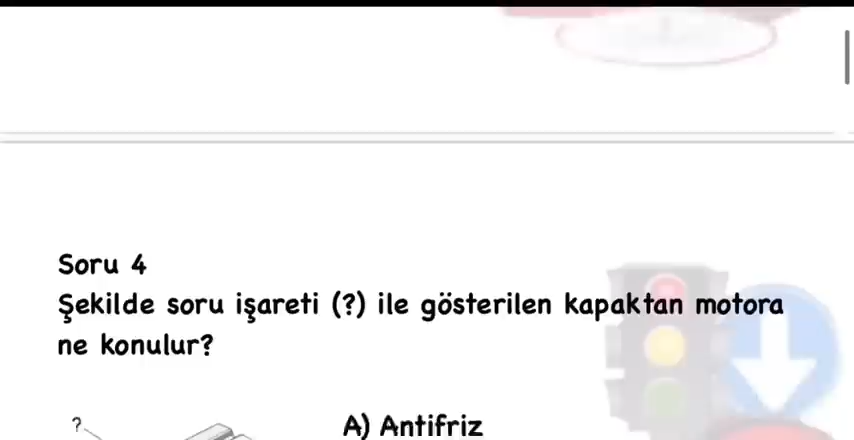 Soru 4
Şekilde soru işareti (?) ile gösterilen kapaktan motora
ne konulur?
?
A) Antifriz